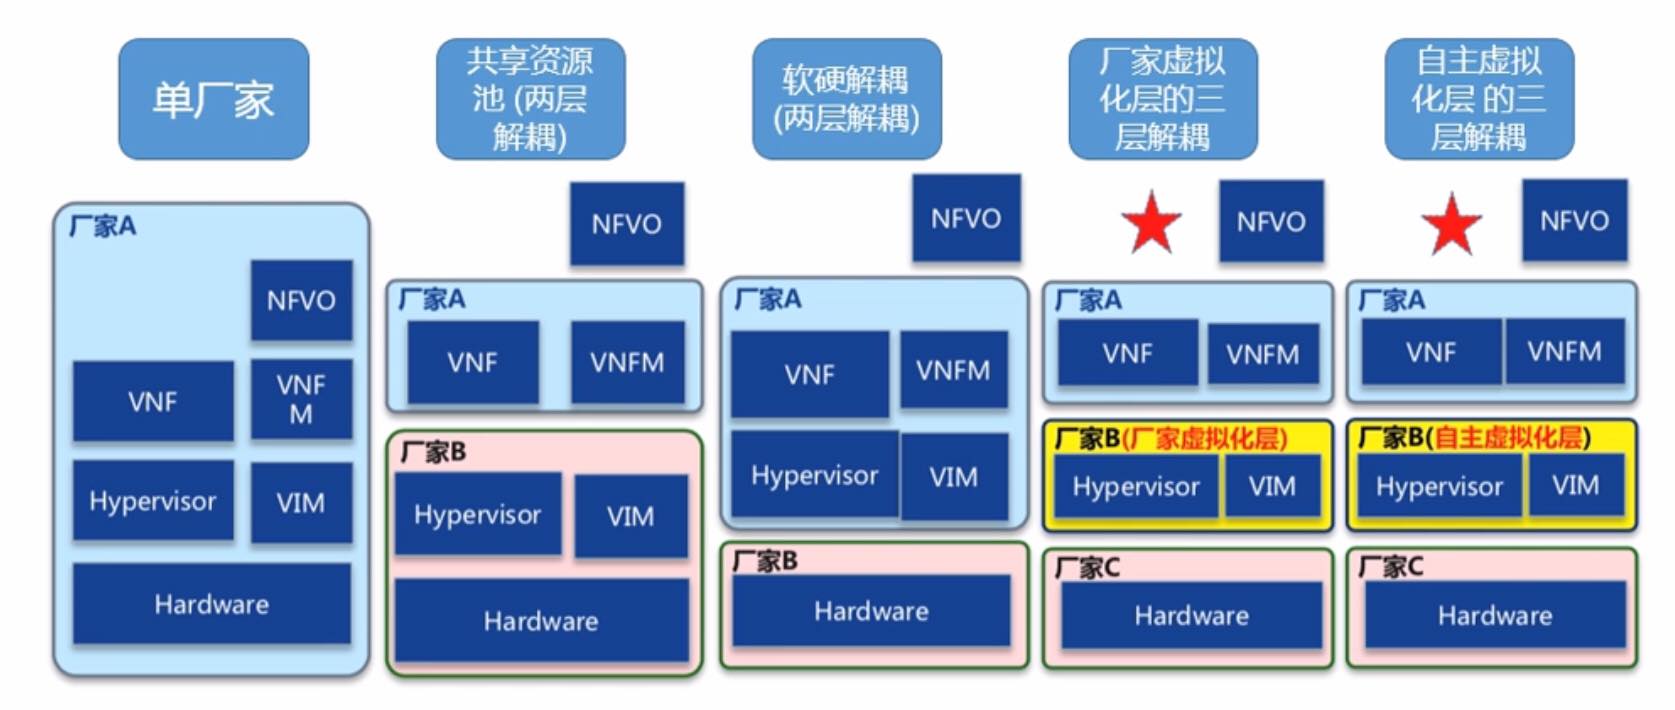 单厂家
共享资源
池 (两层
解耦)
软硬解耦
(两层解耦)
厂家虚拟
化层的三
层解耦
自主虚拟
化层 的三
层解耦
厂家A
NFVO
VNF
VNF
M
Hypervisor
VIM
Hardware
NFVO
厂家A
VNF
VNFM
厂家B
Hypervisor
VIM
Hardware
NFVO
厂家A
VNF
VNFM
Hypervisor
VIM
厂家B
Hardware
NFVO
厂家A
VNF
VNFM
厂家B(厂家虚拟化层)
Hypervisor
VIM
厂家C
Hardware
NFVO
厂家A
VNF
VNFM
厂家B(自主虚拟化层)
Hypervisor
VIM
厂家C
Hardware